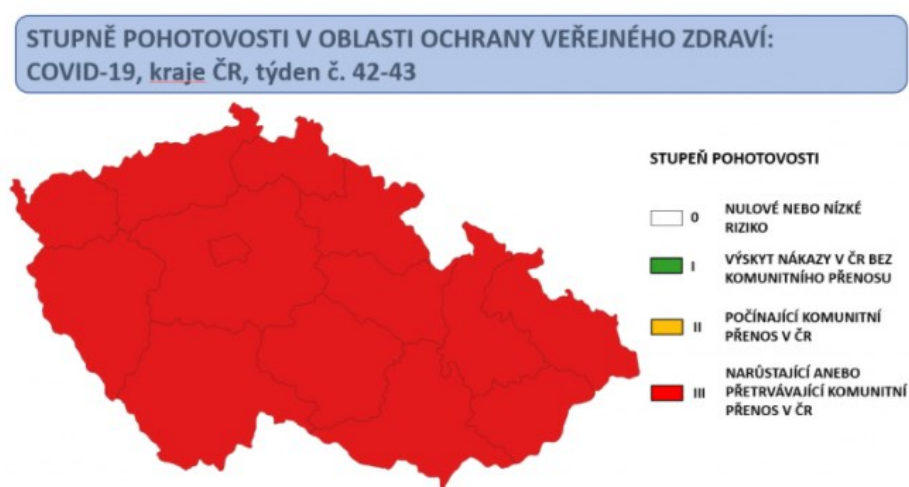 STUPNĚ POHOTOVOSTI V OBLASTI OCHRANY VEŘEJNÉHO ZDRAVÍ:
COVID-19, kraje ČR, týden č. 42-43
STUPEŇ POHOTOVOSTI
0 NULOVÉ NEBO NÍZKÉ
RIZIKO
I VÝSKYT NÁKAZY V ČR BEZ
KOMUNITNÍHO PŘENOSU
II POČÍNAJÍCÍ KOMUNITNÍ
PŘENOS V ČR
III NARŮSTAJÍCÍ ANEBO
PŘETRVÁVAJÍCÍ KOMUNITNÍ
PŘENOS V ČR